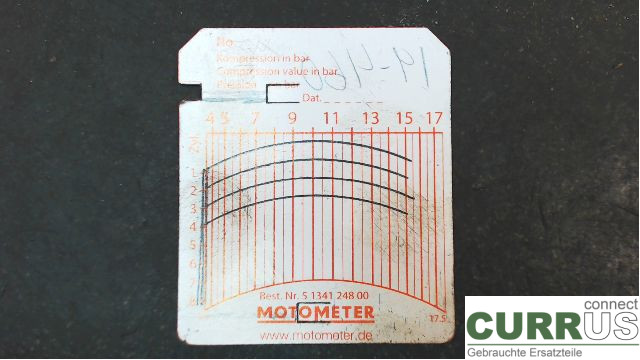 No
Kompression in bar
Compression value in bar
Pression bar
Dat.
4 5 7 9 11 13 15 17
Zyl.
1
2
3
4
5
6
7
8
17.5
Best. Nr. 5 1341 248 00
MOTOMETER
www.motometer.de
connect
CURRUS
Gebrauchte Ersatzteile